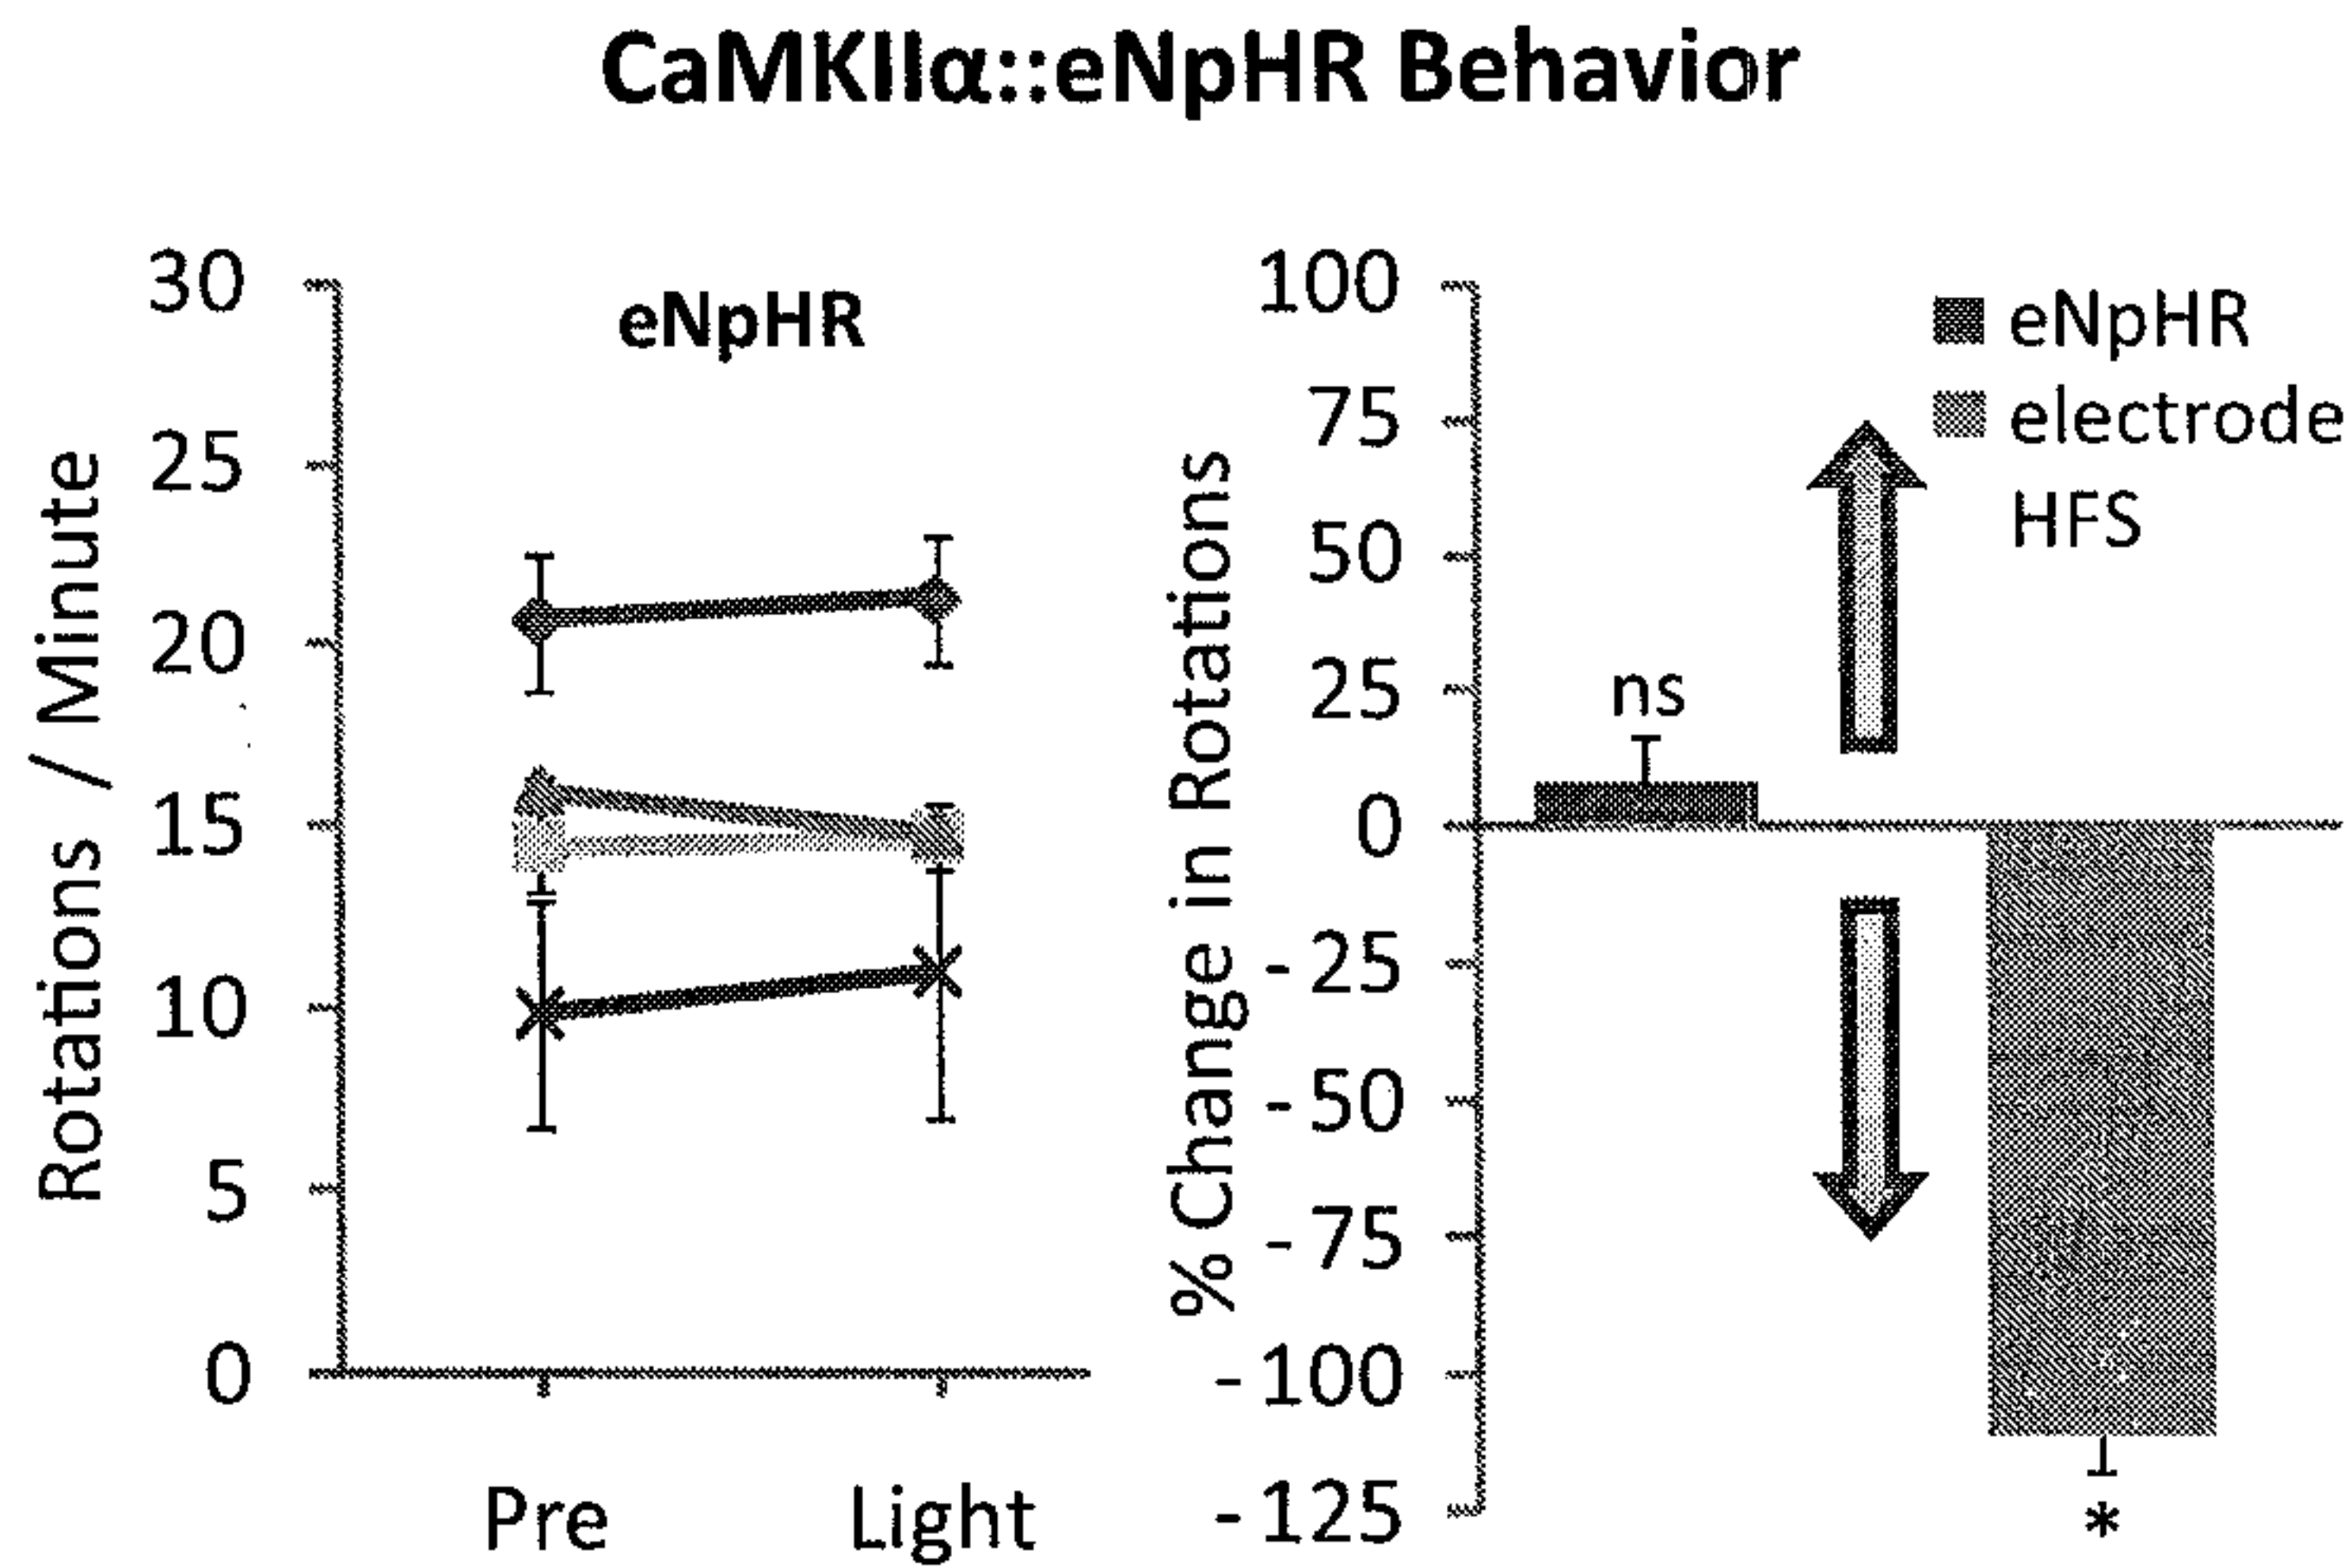 CaMKIIα::eNpHR Behavior
Rotations / Minute
30
25
20
15
10
5
0
eNpHR
Pre
Light
% Change in Rotations
100
75
50
25
0
-25
-50
-75
-100
-125
ns
*
eNpHR
electrode
HFS